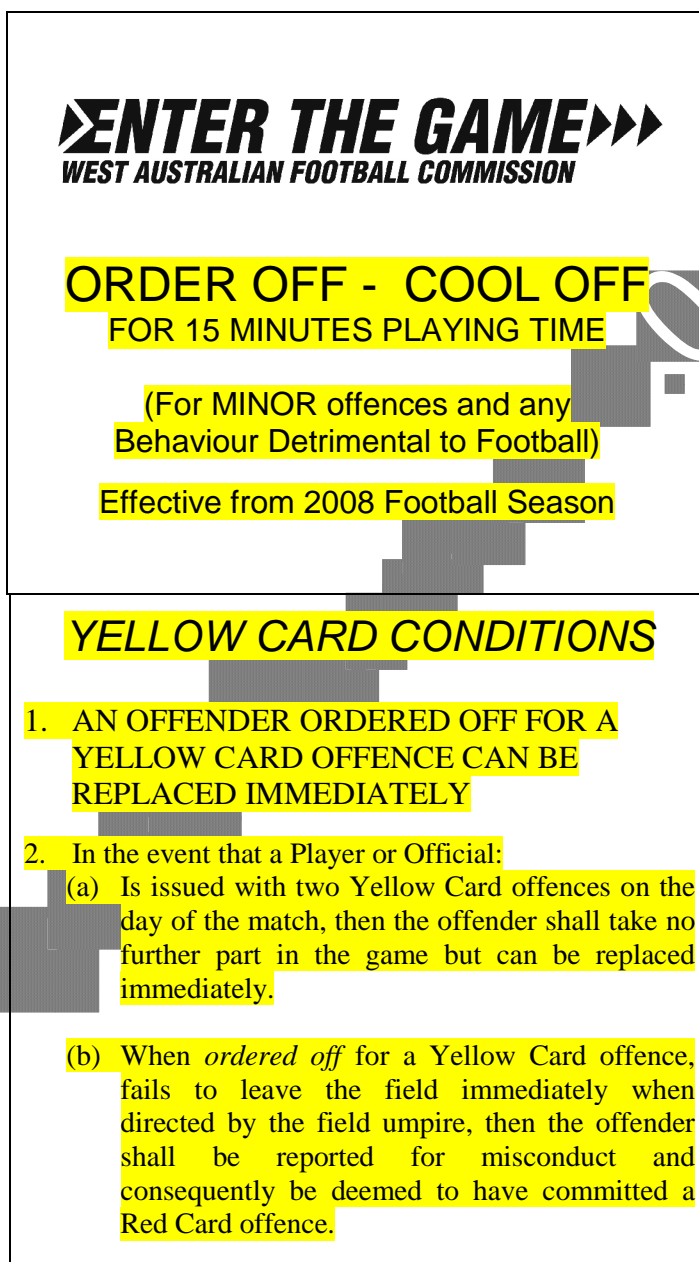 ENTER THE GAME
WEST AUSTRALIAN FOOTBALL COMMISSION
ORDER OFF - COOL OFF
FOR 15 MINUTES PLAYING TIME
(For MINOR offences and any
Behaviour Detrimental to Football)
Effective from 2008 Football Season
YELLOW CARD CONDITIONS
1. AN OFFENDER ORDERED OFF FOR A
YELLOW CARD OFFENCE CAN BE
REPLACED IMMEDIATELY
2. In the event that a Player or Official:
(a) Is issued with two Yellow Card offences on the
day of the match, then the offender shall take no
further part in the game but can be replaced
immediately.
(b) When ordered off for a Yellow Card offence,
fails to leave the field immediately when
directed by the field umpire, then the offender
shall be reported for misconduct and
consequently be deemed to have committed a
Red Card offence.